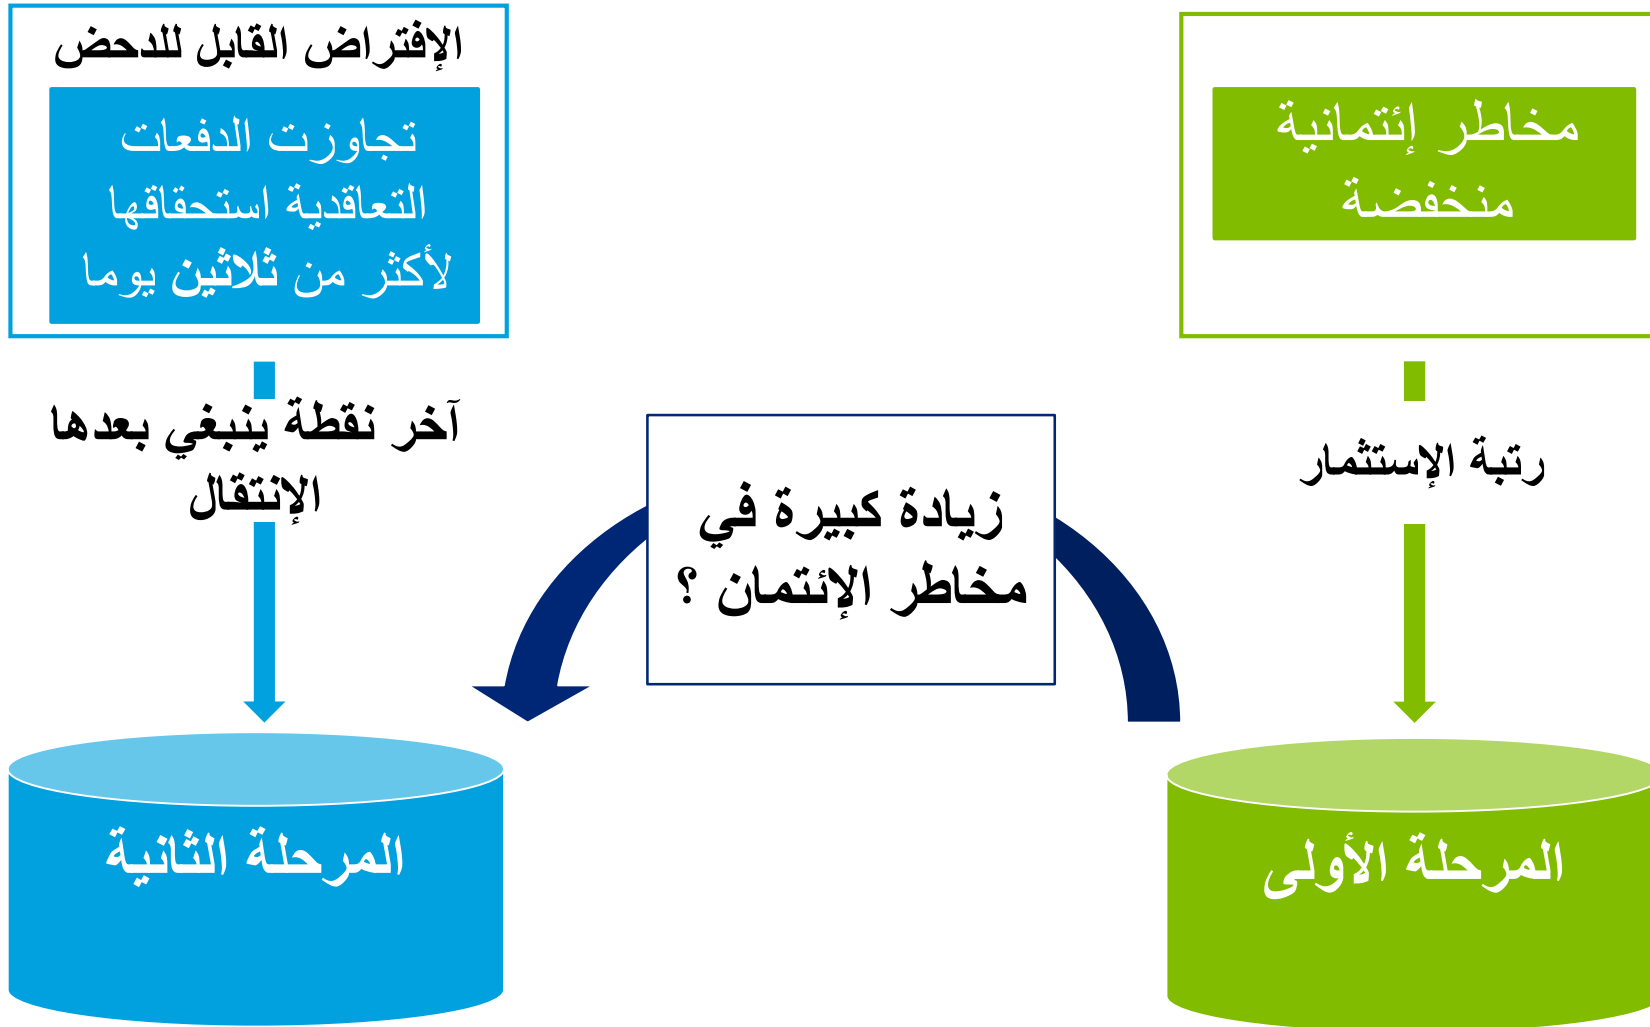 مخاطر إئتمانية
منخفضة
رتبة الإستثمار
المرحلة الأولى
زيادة كبيرة في
مخاطر الإئتمان ؟
الإفتراض القابل للدحض
تجاوزت الدفعات
التعاقدية استحقاقها
لأكثر من ثلاثين يوما
آخر نقطة ينبغي بعدها
الإنتقال
المرحلة الثانية